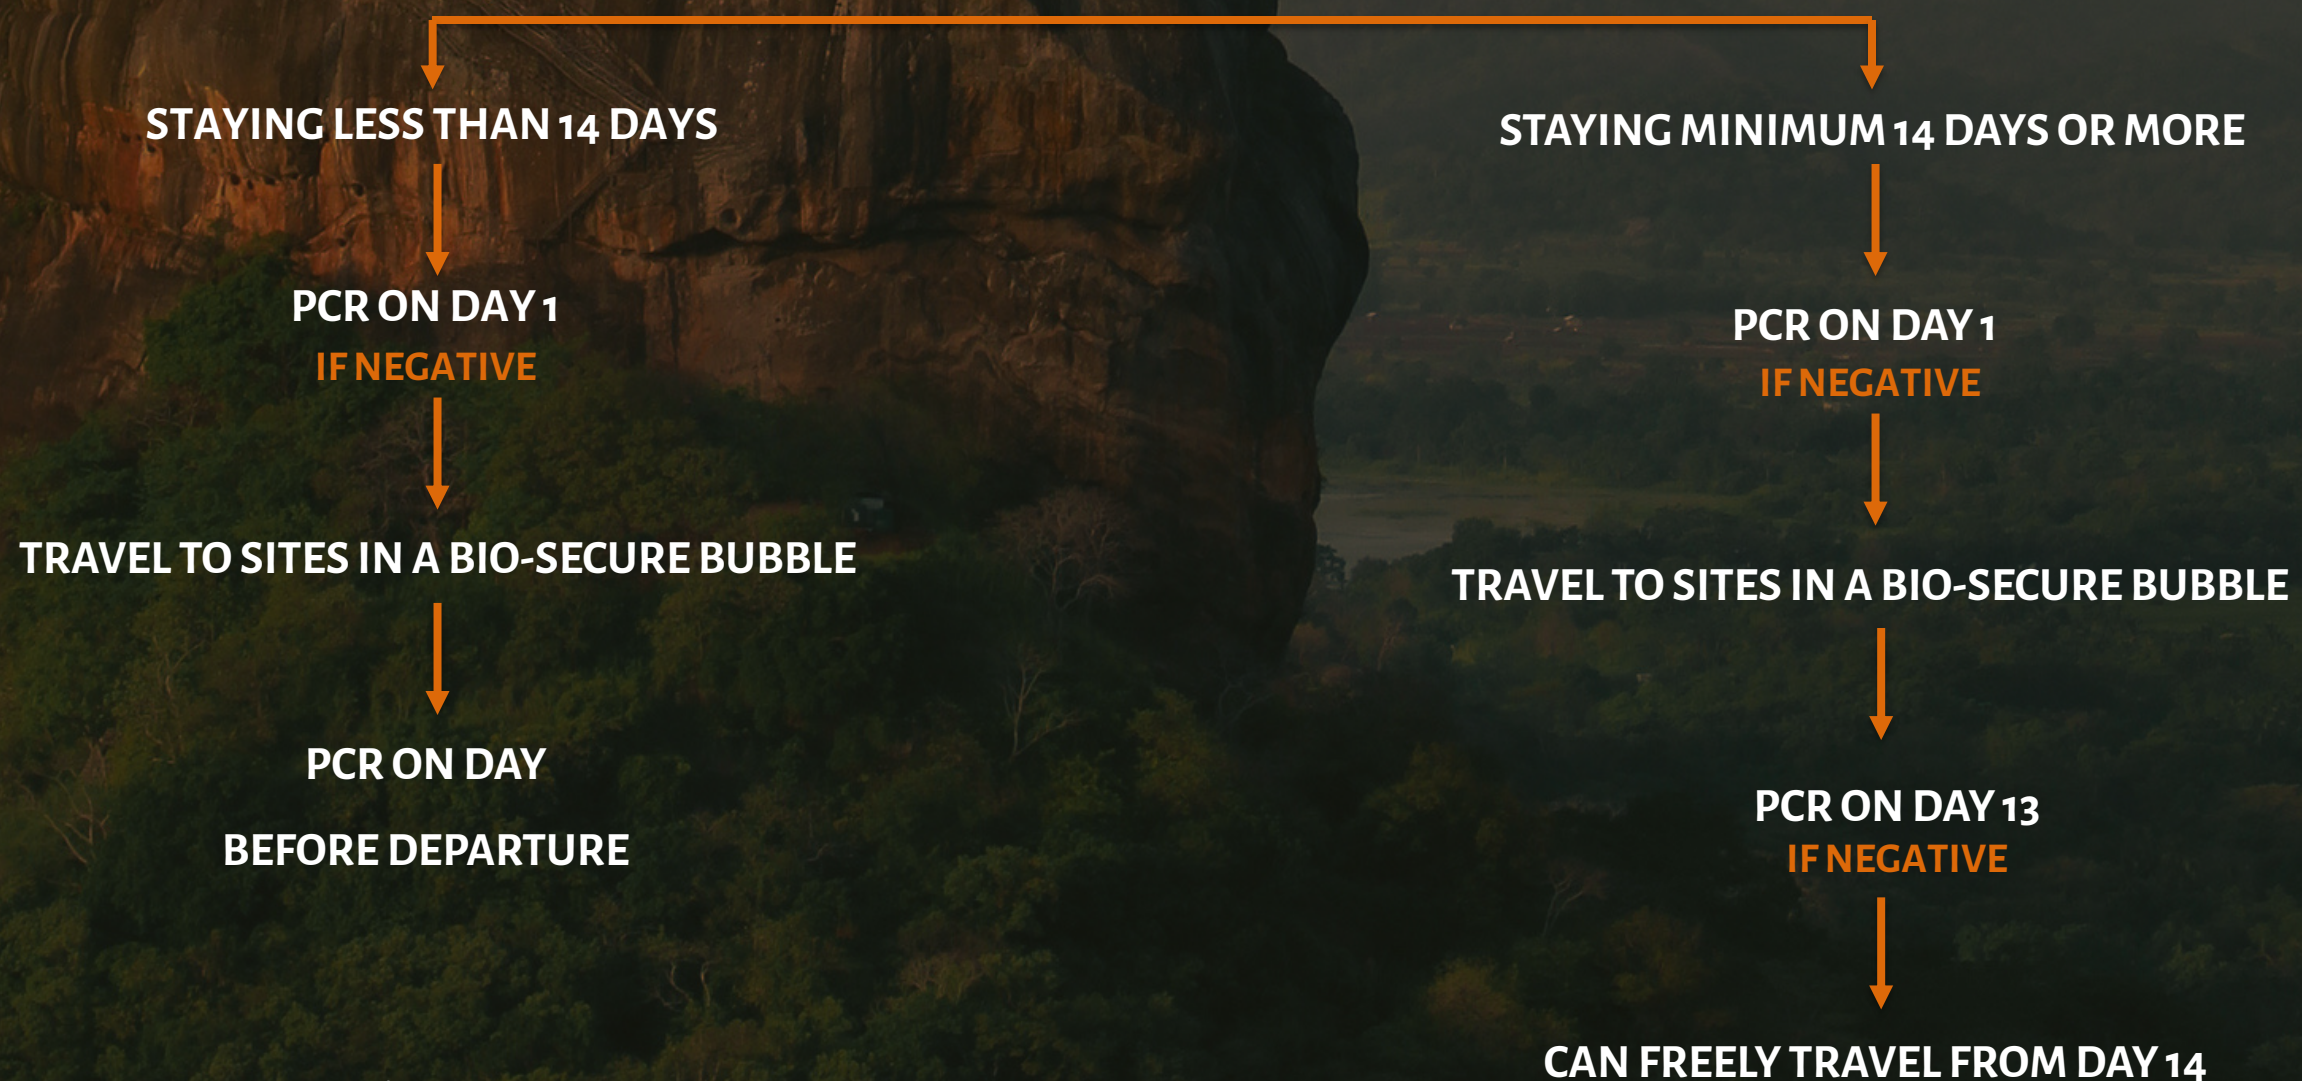 STAYING LESS THAN 14 DAYS
PCR ON DAY 1
IF NEGATIVE
TRAVEL TO SITES IN A BIO-SECURE BUBBLE
PCR ON DAY
BEFORE DEPARTURE
STAYING MINIMUM 14 DAYS OR MORE
PCR ON DAY 1
IF NEGATIVE
TRAVEL TO SITES IN A BIO-SECURE BUBBLE
PCR ON DAY 13
IF NEGATIVE
CAN FREELY TRAVEL FROM DAY 14